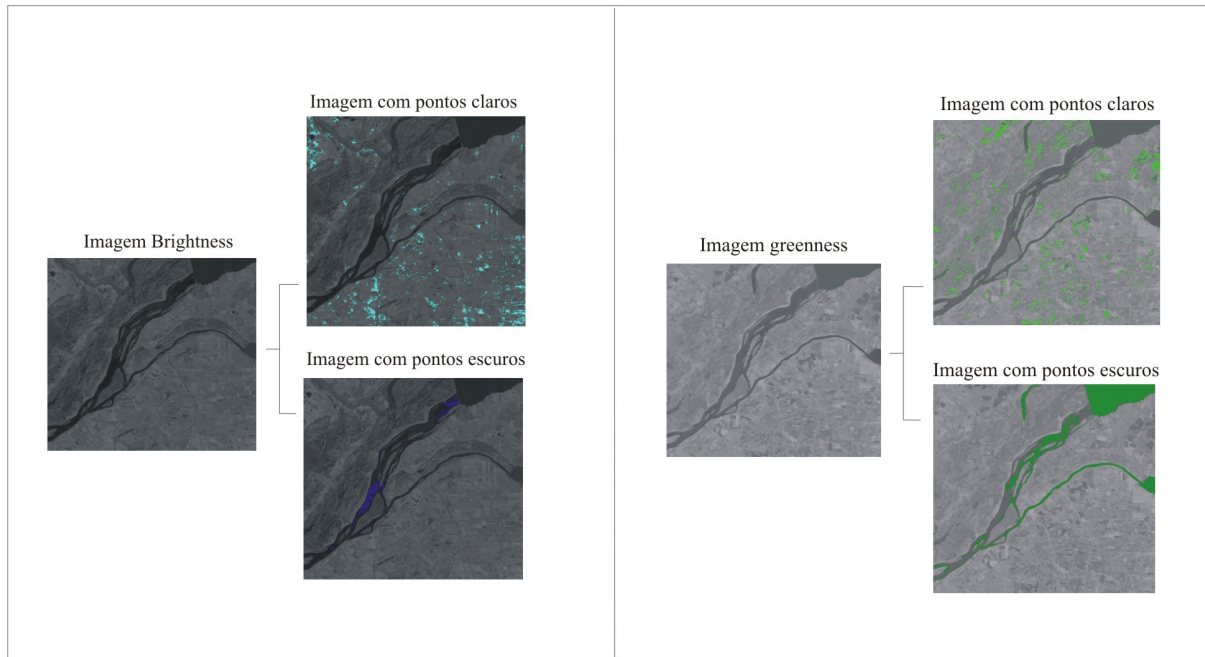 Imagem com pontos claros
Imagem Brightness
Imagem com pontos escuros
Imagem com pontos claros
Imagem greenness
Imagem com pontos escuros